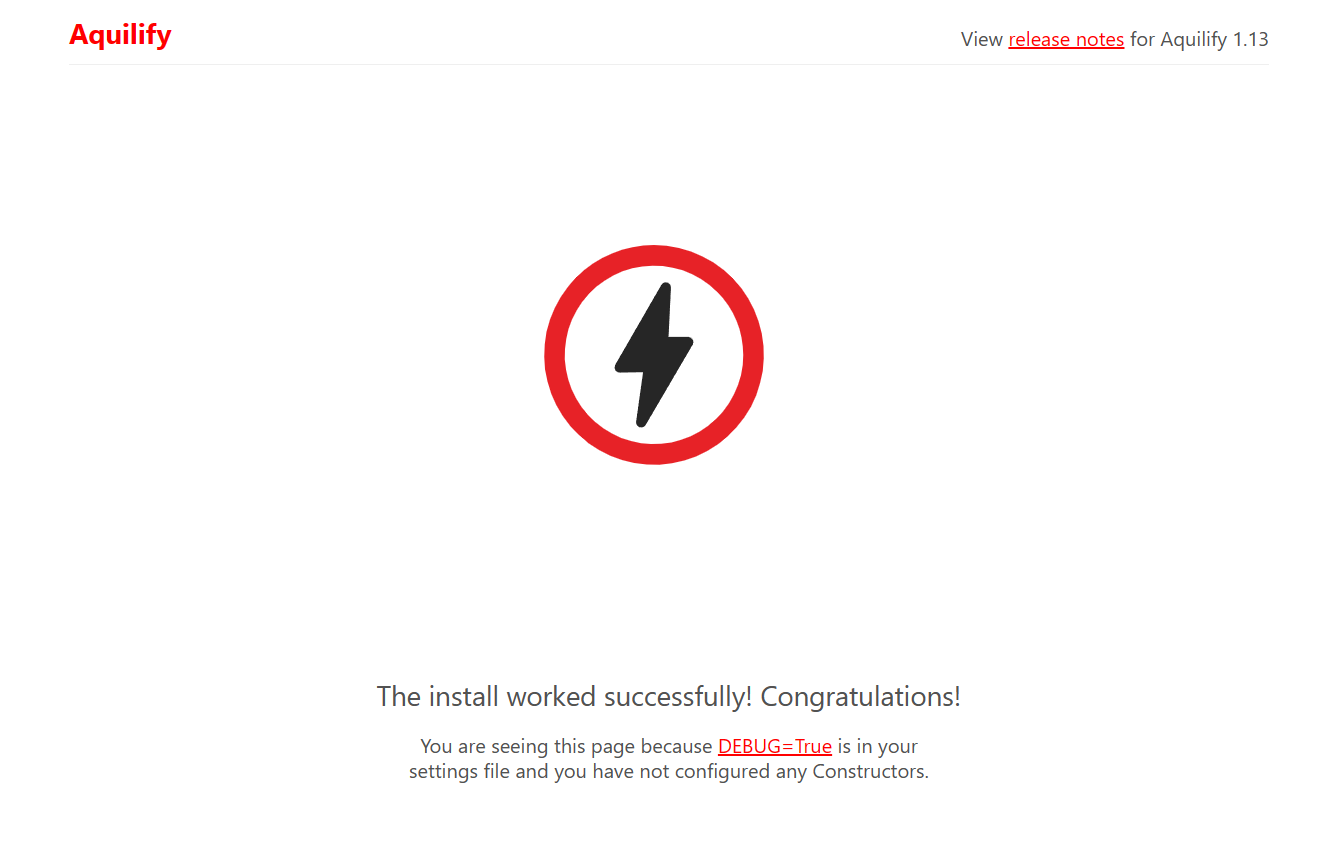 Aquilify
View release notes for Aquilify 1.13
The install worked successfully! Congratulations!
You are seeing this page because DEBUG=True is in your
settings file and you have not configured any Constructors.